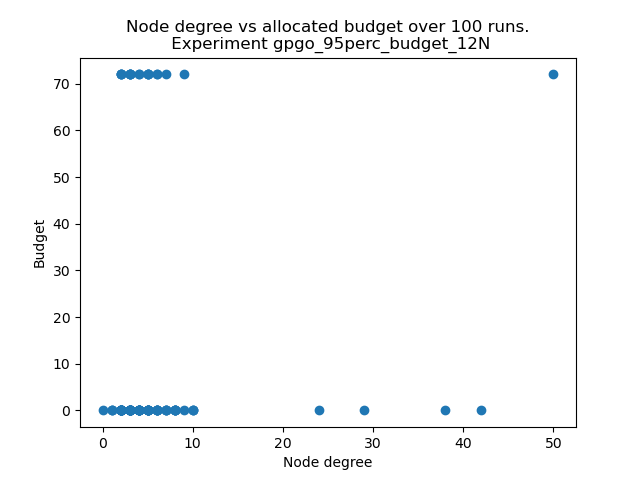 Node degree vs allocated budget over 100 runs.
Experiment gpgo_95perc_budget_12N
70
60
50
40
30
20
10
0
Budget
0 10 20 30 40 50
Node degree